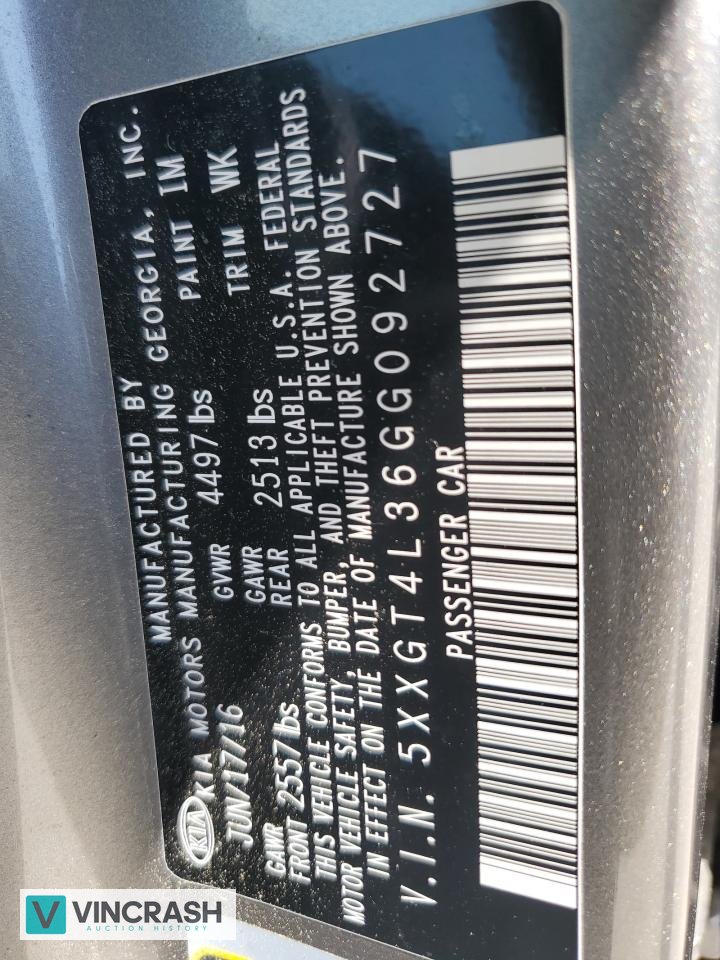 MANUFACTURED BY
KIA KIA MOTORS MANUFACTURING GEORGIA, INC.
JUN/17/16 GVWR 4497 lbs PAINT IM
GAWR FRONT 2557 lbs GAWR REAR 2513 lbs TRIM WK
THIS VEHICLE CONFORMS TO ALL APPLICABLE U.S.A. FEDERAL
MOTOR VEHICLE SAFETY, BUMPER, AND THEFT PREVENTION STANDARDS
IN EFFECT ON THE DATE OF MANUFACTURE SHOWN ABOVE.
V.I.N. 5XXGT4L36GG092727
PASSENGER CAR
V VINCRASH
AUCTION HISTORY